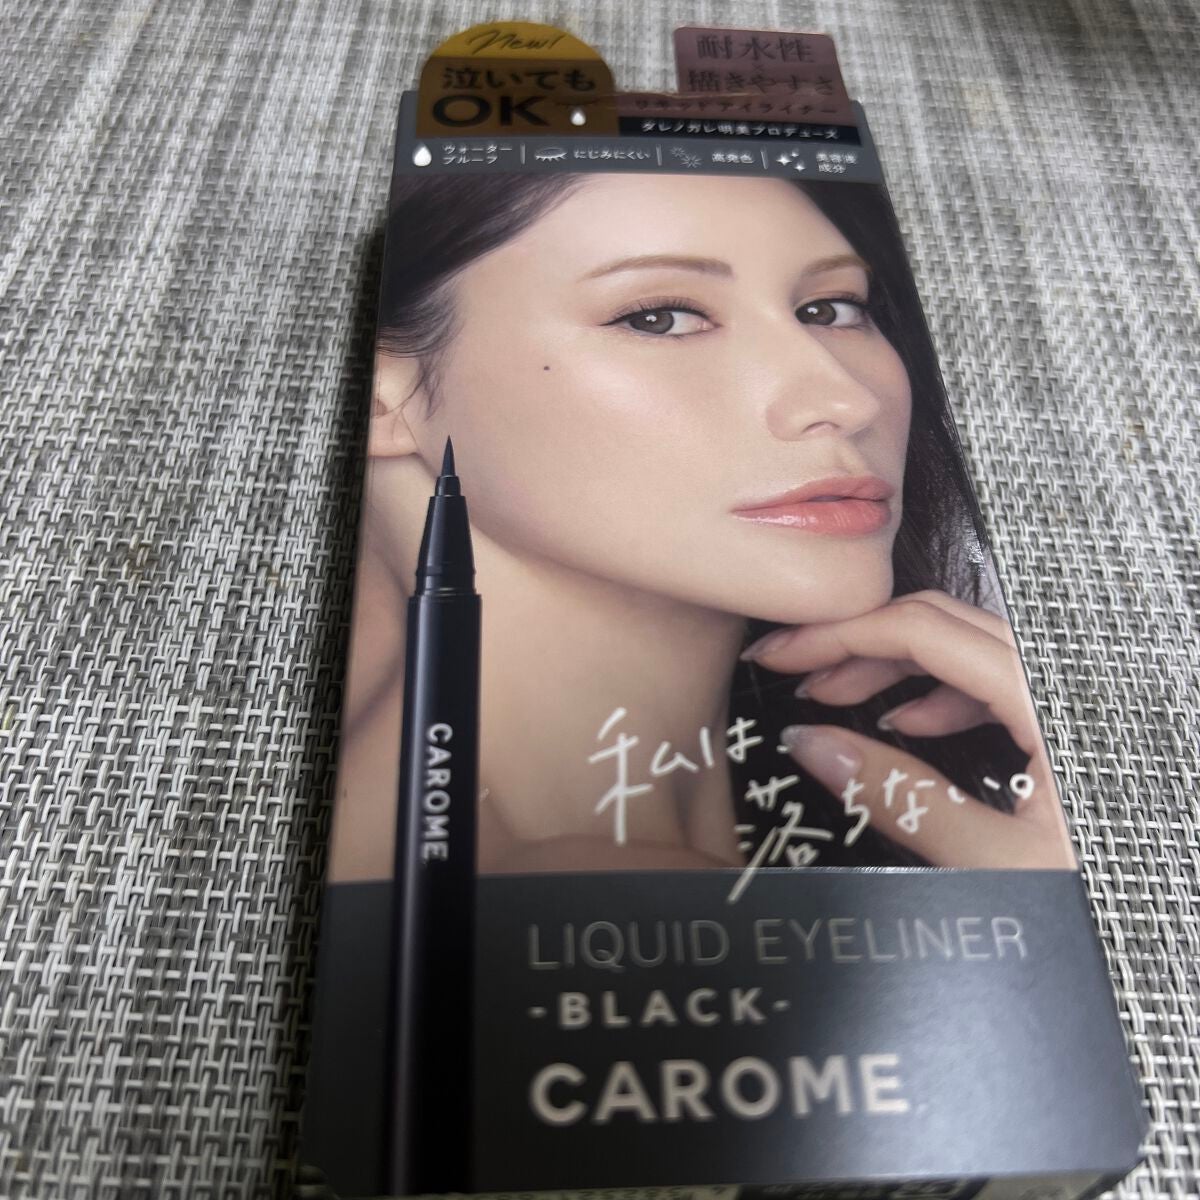 New!
泣いても
OK
耐水性
×
描きやすさ
リキッドアイライナー
ダレノガレ明美プロデュース
ウォーター
プルーフ
にじみにくい
高発色
美容液
成分
CAROME.
私は、
落ちない。
LIQUID EYELINER
-BLACK-
CAROME.